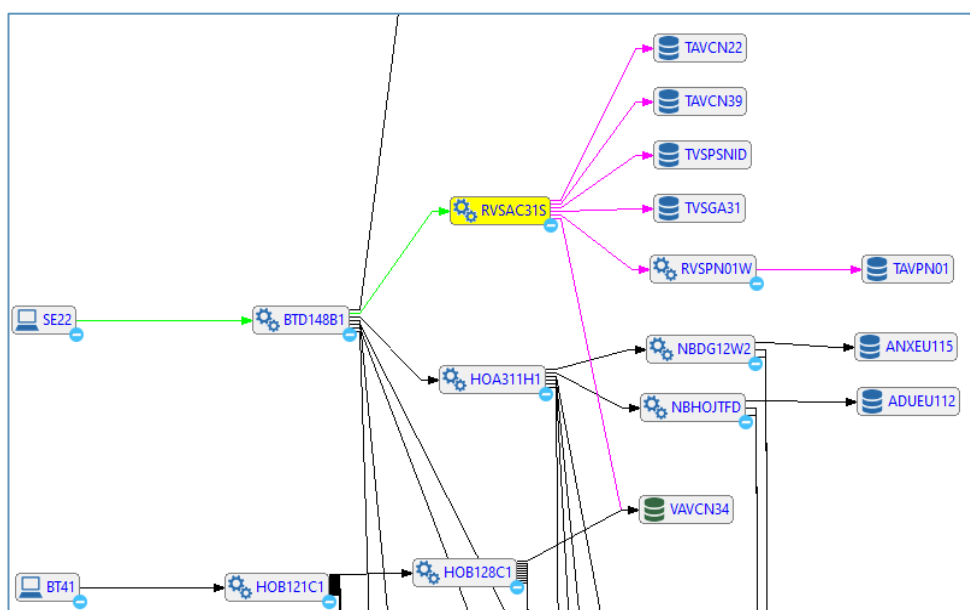 TAVCN22
TAVCN39
TVSPSNID
RVSAC31S
TVSGA31
RVSPN01W
TAVPN01
SE22
BTD148B1
NBDG12W2
ANXEU115
HOA311H1
NBHOJTFD
ADUEU112
VAVCN34
BT41
HOB121C1
HOB128C1